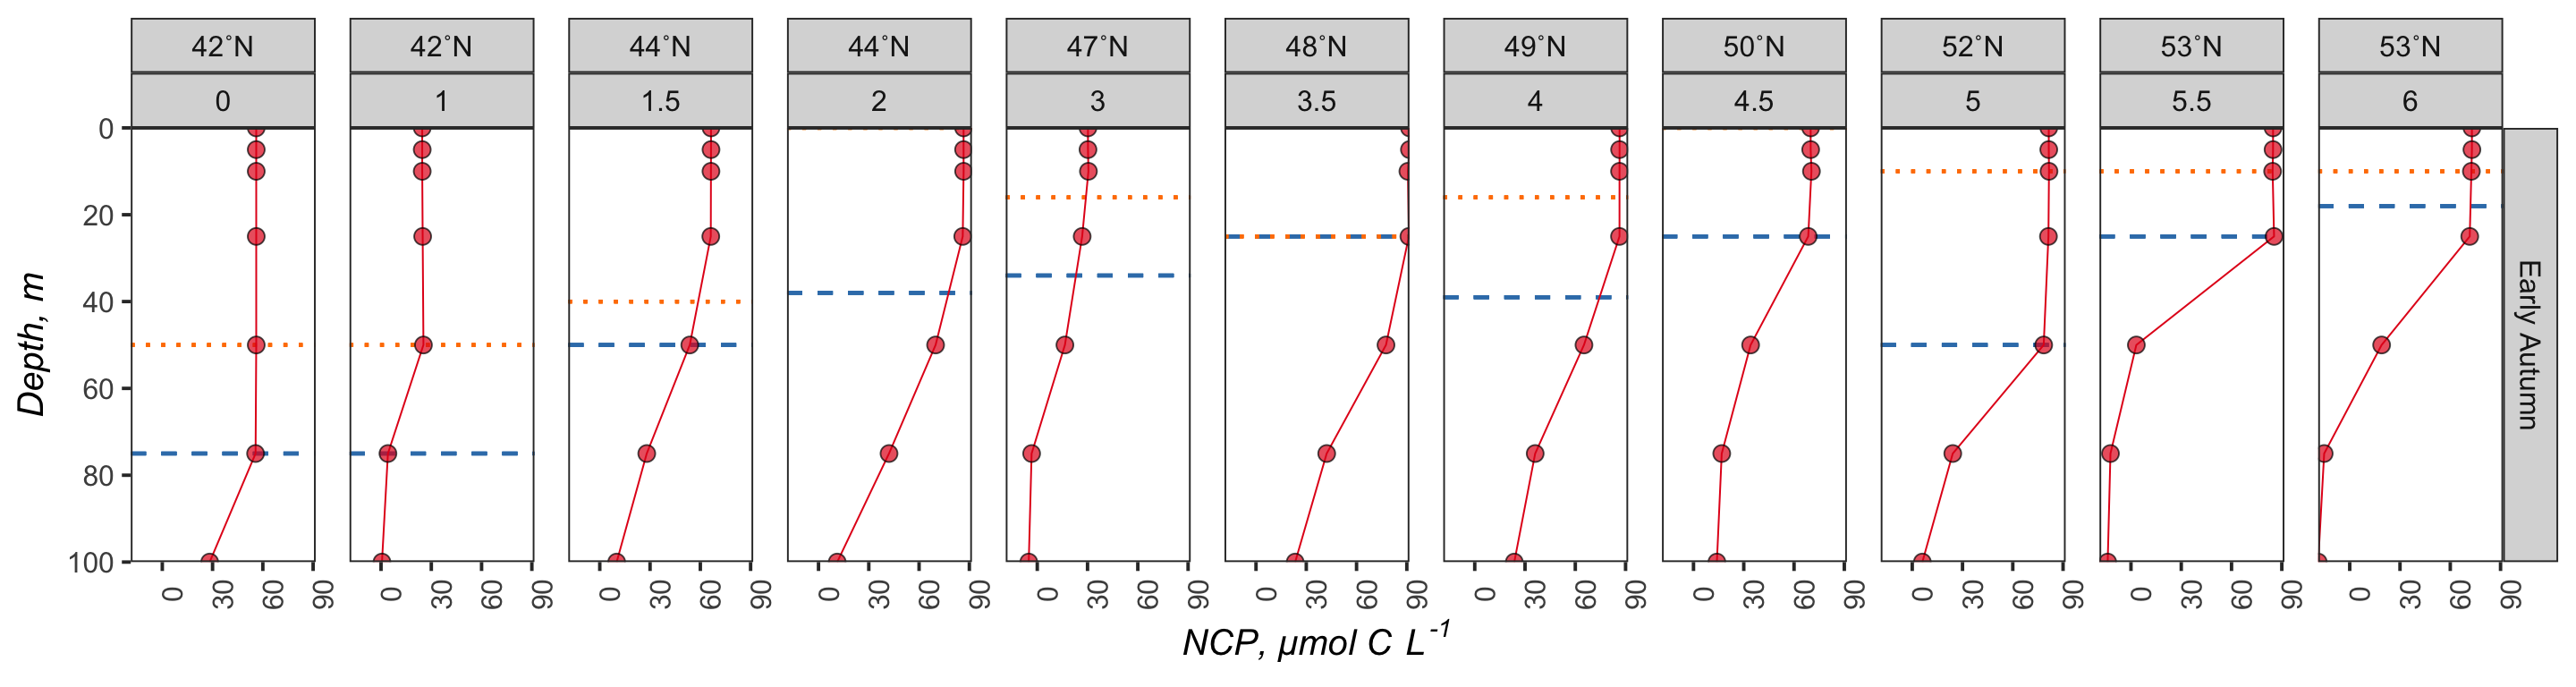 42°N 42°N 44°N 44°N 47°N 48°N 49°N 50°N 52°N 53°N 53°N
0 1 1.5 2 3 3.5 4 4.5 5 5.5 6
0
20
40
60
80
100
Depth, m
Early Autumn
0 30 60 90 0 30 60 90 0 30 60 90 0 30 60 90 0 30 60 90 0 30 60 90 0 30 60 90 0 30 60 90 0 30 60 90 0 30 60 90 0 30 60 90
NCP, μmol C L⁻¹